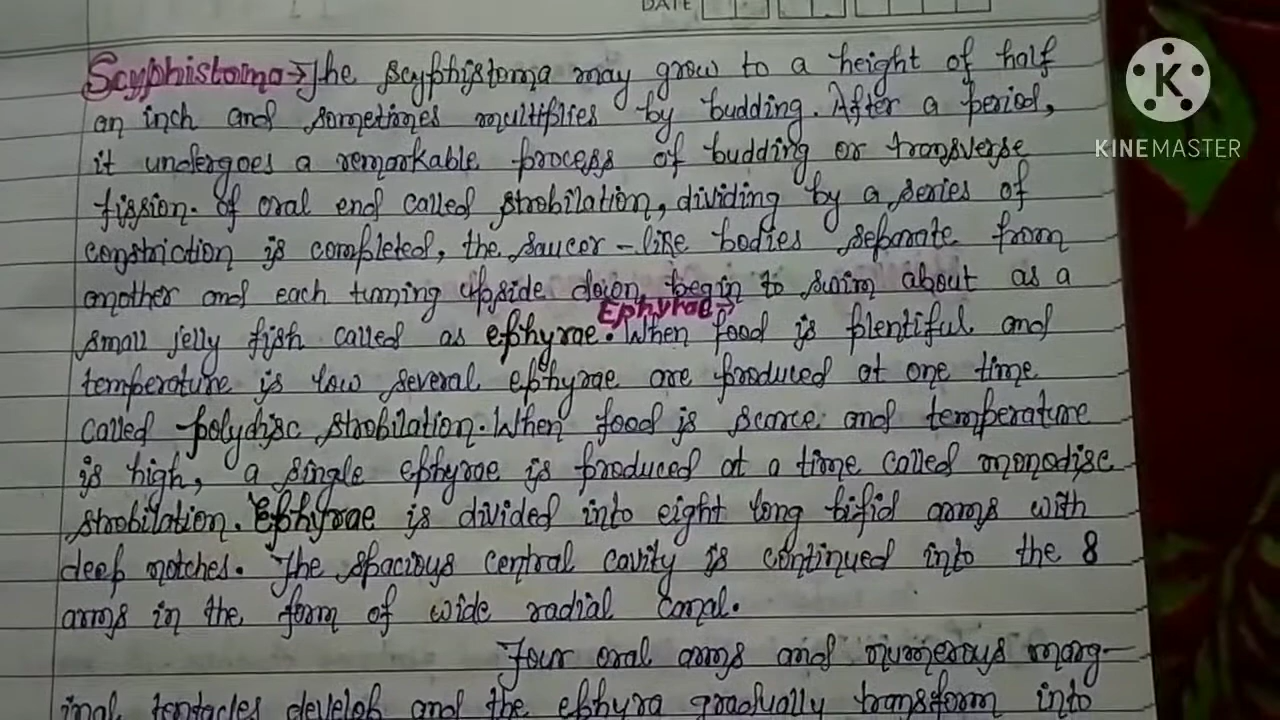 DATE
Scyphistoma→The scyphistoma may grow to a height of half
an inch and sometimes multiplies by budding. After a period,
it undergoes a remarkable process of budding or transverse
fission. of oral end called strobilation, dividing by a series of
constriction is completed, the saucer-like bodies separate from
another and each turning upside down, begin to swim about as a
Ephyrae→
small jelly fish called as ephyrae. When food is plentiful and
temperature is low several ephyrae are produced at one time
called polydisc strobilation. When food is scarce and temperature
is high, a single ephyrae is produced at a time called monodisc
strobilation. Ephyrae is divided into eight long bifid arms with
deep notches. The spacious central cavity is continued into the 8
arms in the form of wide radial canal.
Four oral arms and numerous marg-
inal tentacles develop and the ephyra gradually transform into
K
KINEMASTER